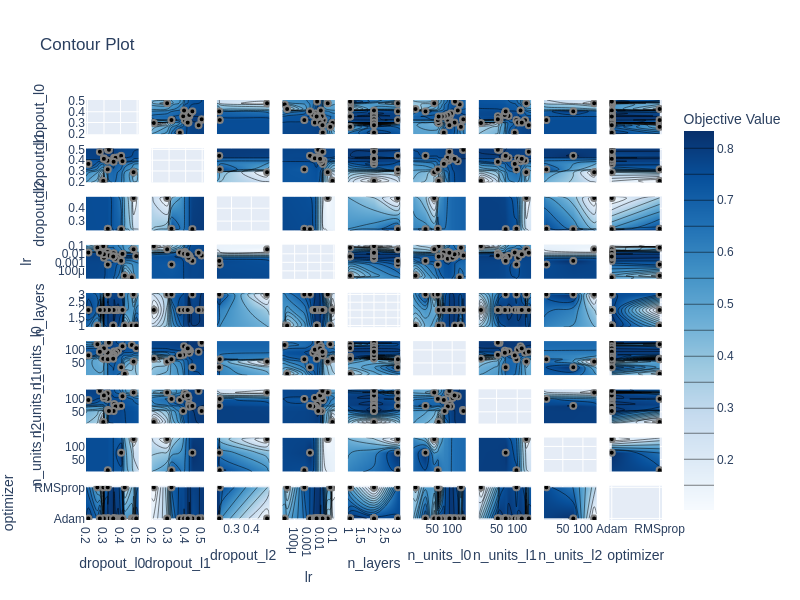 Contour Plot
Objective Value
0.8
0.7
0.6
0.5
0.4
0.3
0.2
dropout_l0
0.5
0.4
0.3
0.2
0.5
0.4
0.3
0.2
dropout_l2
0.4
0.3
lr
0.1
0.01
0.001
100μ
n_layers
3
2.5
2
1.5
1
n_units_l0
100
50
n_units_l1
100
50
n_units_l2
100
50
optimizer
RMSprop
Adam
0.2
0.3
0.4
0.5
dropout_l0
0.2
0.3
0.4
0.5
dropout_l1
0.3 0.4
dropout_l2
100μ
0.001
0.01
0.1
lr
1
1.5
2
2.5
3
n_layers
50 100
n_units_l0
50 100
n_units_l1
50 100
n_units_l2
Adam RMSprop
optimizer